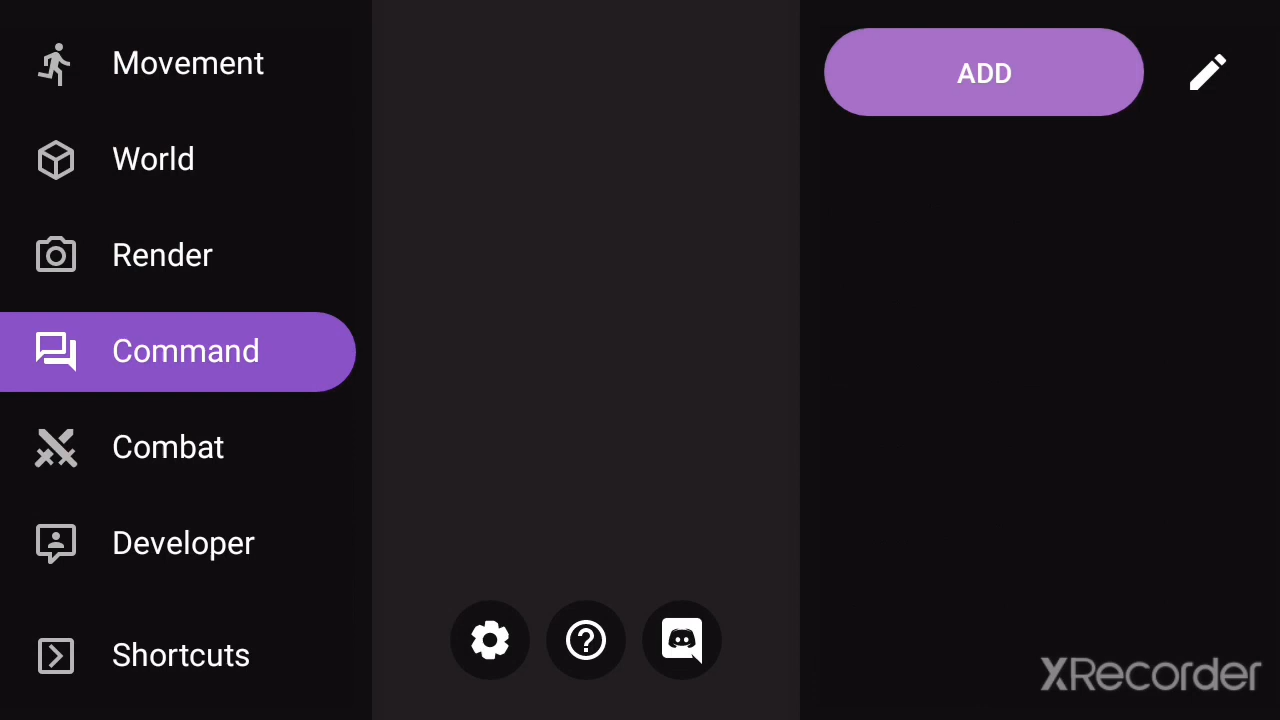 Movement
World
Render
Command
Combat
Developer
Shortcuts
ADD
XRecorder